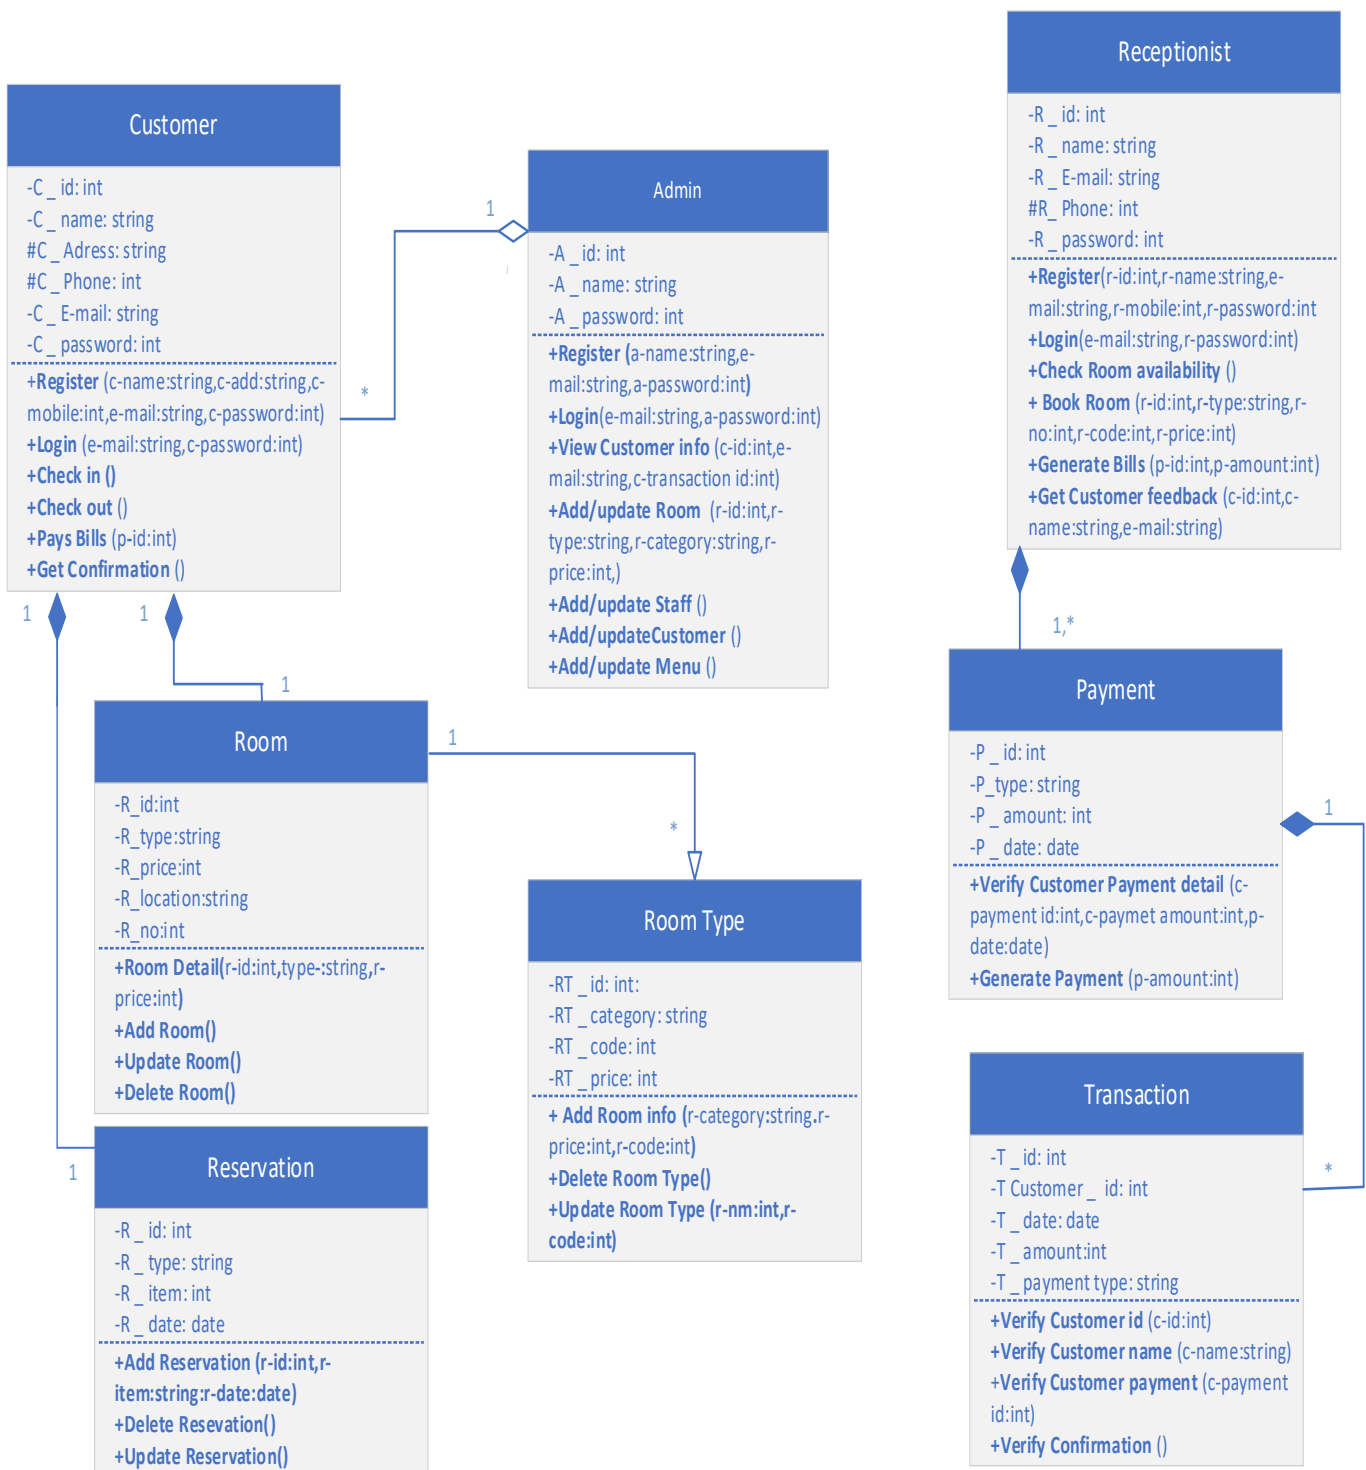 Customer
-C _ id: int
-C _ name: string
#C _ Adress: string
#C _ Phone: int
-C _ E-mail: string
-C _ password: int
+Register (c-name:string,c-add:string,c-
mobile:int,e-mail:string,c-password:int)
+Login (e-mail:string,c-password:int)
+Check in ()
+Check out ()
+Pays Bills (p-id:int)
+Get Confirmation ()
1
*
Admin
-A _ id: int
-A _ name: string
-A _ password: int
+Register (a-name:string,e-
mail:string,a-password:int)
+Login(e-mail:string,a-password:int)
+View Customer info (c-id:int,e-
mail:string,c-transaction id:int)
+Add/update Room (r-id:int,r-
type:string,r-category:string,r-
price:int,)
+Add/update Staff ()
+Add/updateCustomer ()
+Add/update Menu ()
Receptionist
-R _ id: int
-R _ name: string
-R _ E-mail: string
#R_ Phone: int
-R _ password: int
+Register(r-id:int,r-name:string,e-
mail:string,r-mobile:int,r-password:int
+Login(e-mail:string,r-password:int)
+Check Room availability ()
+ Book Room (r-id:int,r-type:string,r-
no:int,r-code:int,r-price:int)
+Generate Bills (p-id:int,p-amount:int)
+Get Customer feedback (c-id:int,c-
name:string,e-mail:string)
1
1
1
1,*
Room
-R_id:int
-R_type:string
-R_price:int
-R_location:string
-R_no:int
+Room Detail(r-id:int,type-:string,r-
price:int)
+Add Room()
+Update Room()
+Delete Room()
1
*
Room Type
-RT _ id: int:
-RT _ category: string
-RT _ code: int
-RT _ price: int
+ Add Room info (r-category:string.r-
price:int,r-code:int)
+Delete Room Type()
+Update Room Type (r-nm:int,r-
code:int)
Payment
-P _ id: int
-P_type: string
-P _ amount: int
-P _ date: date
+Verify Customer Payment detail (c-
payment id:int,c-paymet amount:int,p-
date:date)
+Generate Payment (p-amount:int)
1
*
1
Reservation
-R _ id: int
-R _ type: string
-R _ item: int
-R _ date: date
+Add Reservation (r-id:int,r-
item:string:r-date:date)
+Delete Resevation()
+Update Reservation()
Transaction
-T _ id: int
-T Customer _ id: int
-T _ date: date
-T _ amount:int
-T _ payment type: string
+Verify Customer id (c-id:int)
+Verify Customer name (c-name:string)
+Verify Customer payment (c-payment
id:int)
+Verify Confirmation ()